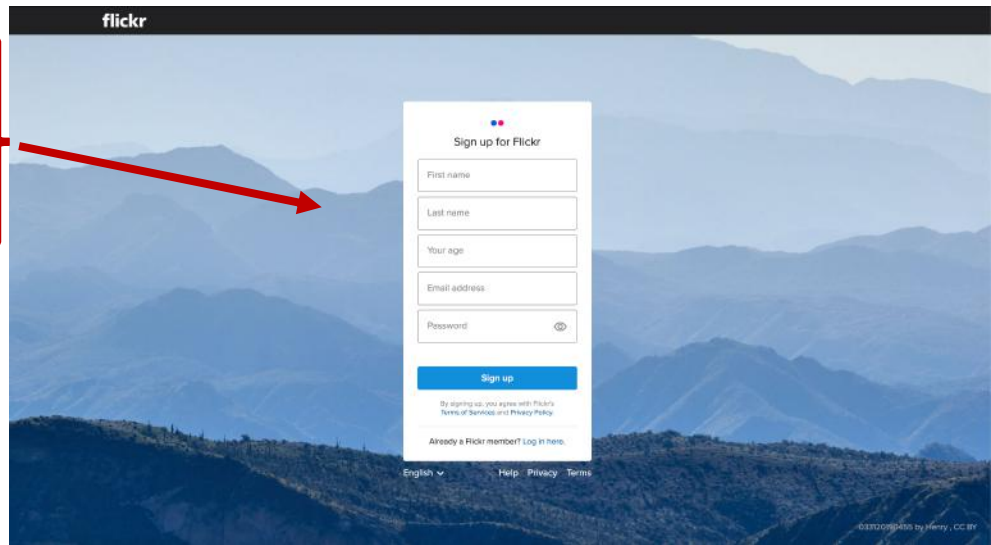 flickr
Sign up for Flickr
First name
Last name
Your age
Email address
Password
Sign up
By signing up, you agree with Flickr's
Terms of Services and Privacy Policy.
Already a Flickr member? Log in here.
English Help Privacy Terms
by Henry , CC BY